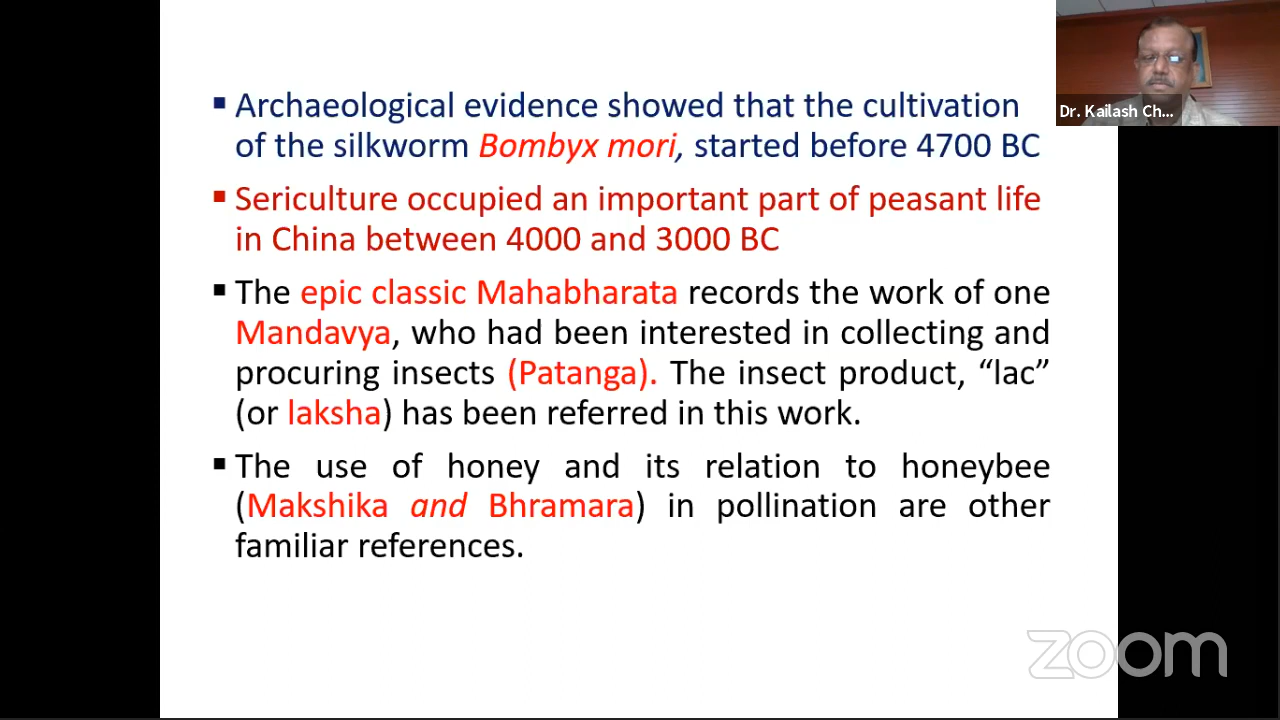 ▪ Archaeological evidence showed that the cultivation
of the silkworm Bombyx mori, started before 4700 BC
▪ Sericulture occupied an important part of peasant life
in China between 4000 and 3000 BC
▪ The epic classic Mahabharata records the work of one
Mandavya, who had been interested in collecting and
procuring insects (Patanga). The insect product, “lac”
(or laksha) has been referred in this work.
▪ The use of honey and its relation to honeybee
(Makshika and Bhramara) in pollination are other
familiar references.
Dr. Kailash Ch...
zoom